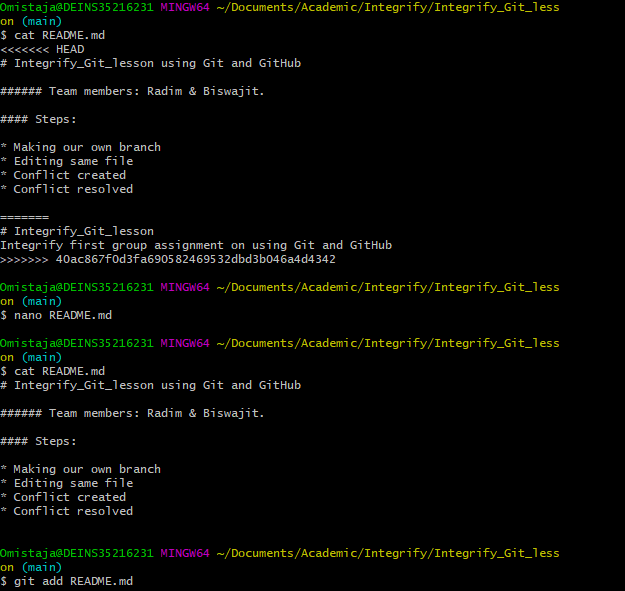 Omistaja@DEINS35216231 MINGW64 ~/Documents/Academic/Integrify/Integrify_Git_less
on (main)
$ cat README.md
<<<<<<< HEAD
# Integrify_Git_lesson using Git and GitHub
###### Team members: Radim & Biswajit.
#### Steps:
* Making our own branch
* Editing same file
* Conflict created
* Conflict resolved
=======
# Integrify_Git_lesson
Integrify first group assignment on using Git and GitHub
>>>>>>> 40ac867f0d3fa690582469532dbd3b046a4d4342
Omistaja@DEINS35216231 MINGW64 ~/Documents/Academic/Integrify/Integrify_Git_less
on (main)
$ nano README.md
Omistaja@DEINS35216231 MINGW64 ~/Documents/Academic/Integrify/Integrify_Git_less
on (main)
$ cat README.md
# Integrify_Git_lesson using Git and GitHub
###### Team members: Radim & Biswajit.
#### Steps:
* Making our own branch
* Editing same file
* Conflict created
* Conflict resolved
Omistaja@DEINS35216231 MINGW64 ~/Documents/Academic/Integrify/Integrify_Git_less
on (main)
$ git add README.md